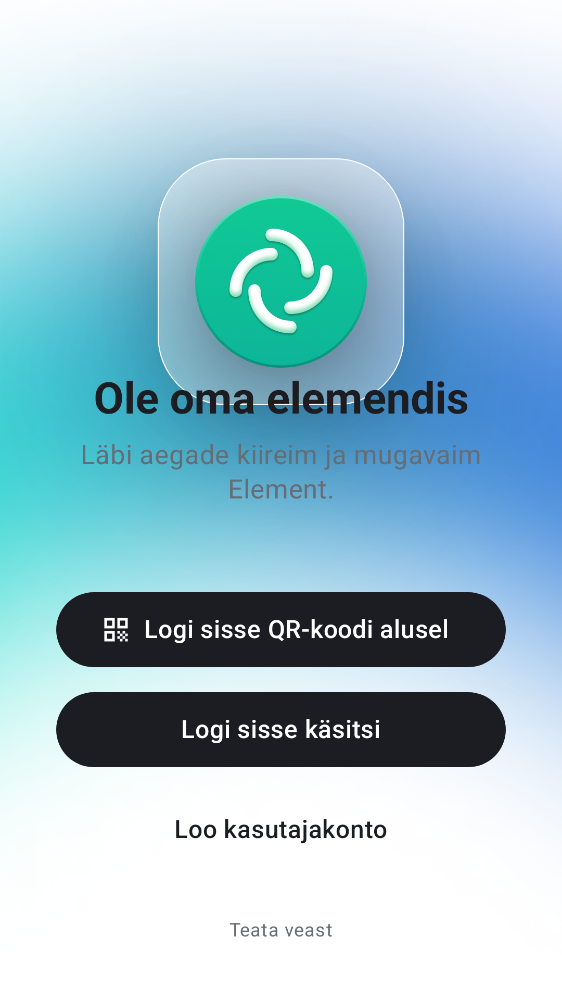 Ole oma elemendis
Läbi aegade kiireim ja mugavaim
Element.
Logi sisse QR-koodi alusel
Logi sisse käsitsi
Loo kasutajakonto
Teata veast